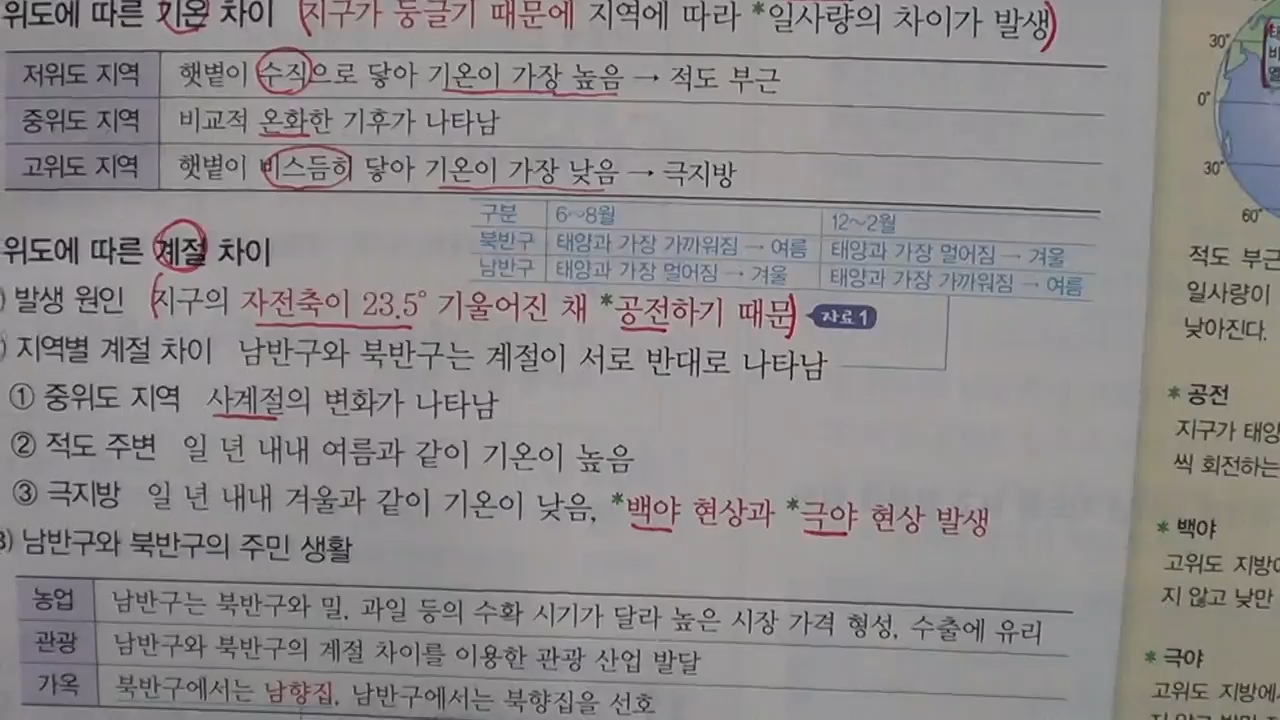 위도에 따른 기온 차이 (지구가 둥글기 때문에 지역에 따라 *일사량의 차이가 발생)
저위도 지역 햇볕이 수직으로 닿아 기온이 가장 높음 → 적도 부근
중위도 지역 비교적 온화한 기후가 나타남
고위도 지역 햇볕이 비스듬히 닿아 기온이 가장 낮음 → 극지방
구분 6~8월 12~2월
북반구 태양과 가장 가까워짐 → 여름 태양과 가장 멀어짐 → 겨울
남반구 태양과 가장 멀어짐 → 겨울 태양과 가장 가까워짐 → 여름
위도에 따른 계절 차이
) 발생 원인 (지구의 자전축이 23.5° 기울어진 채 *공전하기 때문) 자료 1
) 지역별 계절 차이 남반구와 북반구는 계절이 서로 반대로 나타남
① 중위도 지역 사계절의 변화가 나타남
② 적도 주변 일 년 내내 여름과 같이 기온이 높음
③ 극지방 일 년 내내 겨울과 같이 기온이 낮음, *백야 현상과 *극야 현상 발생
3) 남반구와 북반구의 주민 생활
농업 남반구는 북반구와 밀, 과일 등의 수확 시기가 달라 높은 시장 가격 형성, 수출에 유리
관광 남반구와 북반구의 계절 차이를 이용한 관광 산업 발달
가옥 북반구에서는 남향집, 남반구에서는 북향집을 선호
30°
0°
30°
60°
적도 부근
일사량이
낮아진다.
* 공전
지구가 태양
씩 회전하는
* 백야
고위도 지방에
지 않고 낮만
* 극야
고위도 지방에서